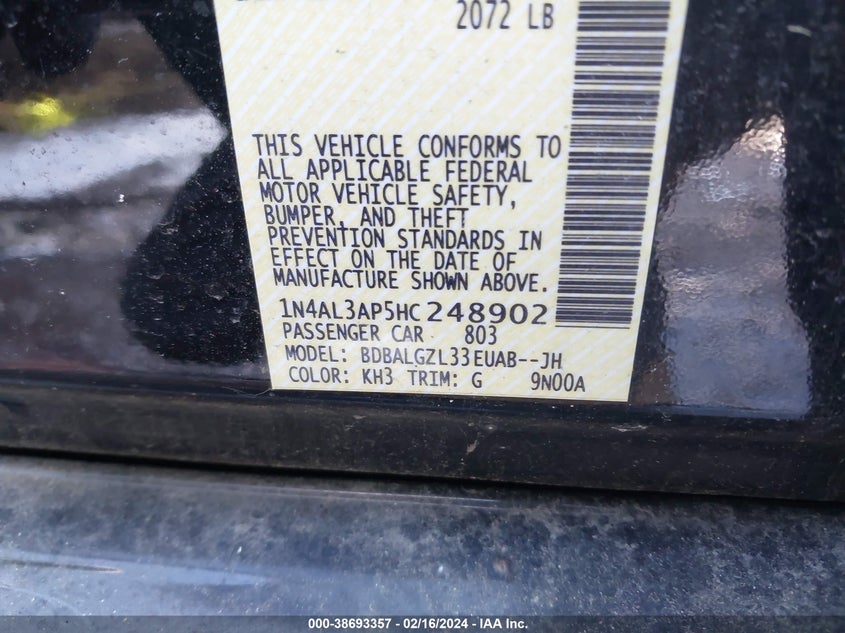 2072 LB
THIS VEHICLE CONFORMS TO
ALL APPLICABLE FEDERAL
MOTOR VEHICLE SAFETY,
BUMPER, AND THEFT
PREVENTION STANDARDS IN
EFFECT ON THE DATE OF
MANUFACTURE SHOWN ABOVE.
1N4AL3AP5HC248902
PASSENGER CAR 803
MODEL: BDBALGZL33EUAB--JH
COLOR: KH3 TRIM: G 9N00A
000-38693357 - 02/16/2024 - IAA Inc.